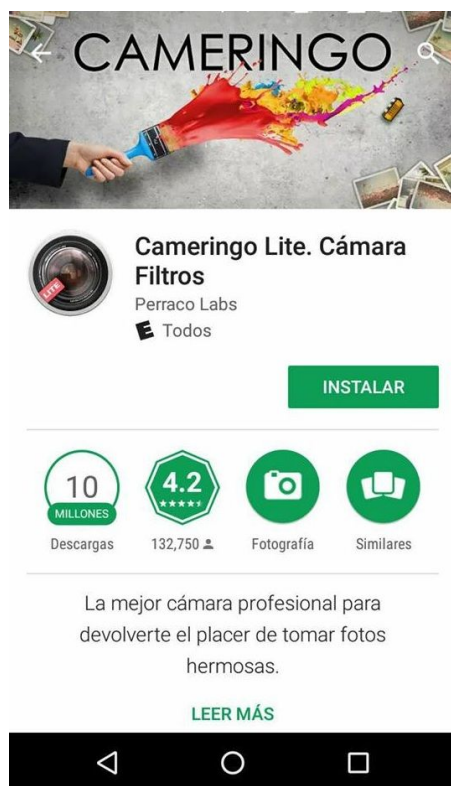 CAMERINGO
Cameringo Lite. Cámara
Filtros
LITE
Perraco Labs
E Todos
INSTALAR
10
MILLONES
4.2
Descargas
132,750
Fotografía
Similares
La mejor cámara profesional para
devolverte el placer de tomar fotos
hermosas.
LEER MÁS